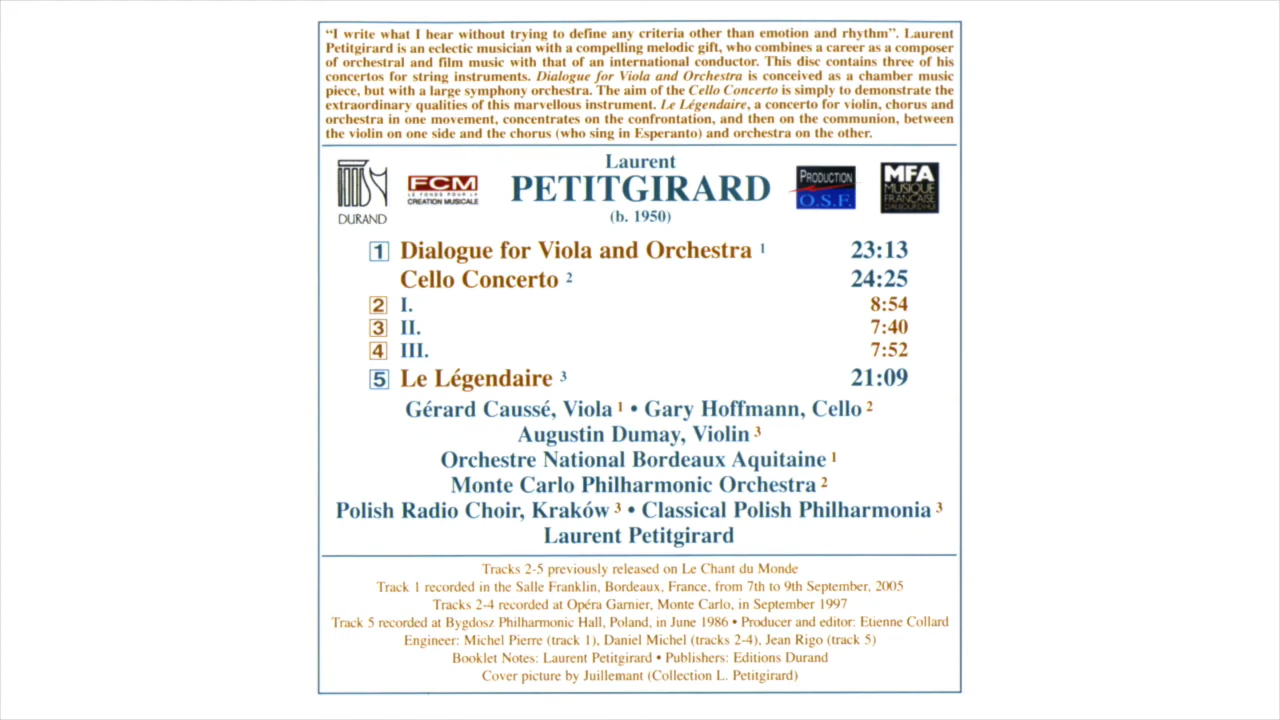 “I write what I hear without trying to define any criteria other than emotion and rhythm”. Laurent
Petitgirard is an eclectic musician with a compelling melodic gift, who combines a career as a composer
of orchestral and film music with that of an international conductor. This disc contains three of his
concertos for string instruments. Dialogue for Viola and Orchestra is conceived as a chamber music
piece, but with a large symphony orchestra. The aim of the Cello Concerto is simply to demonstrate the
extraordinary qualities of this marvellous instrument. Le Légendaire, a concerto for violin, chorus and
orchestra in one movement, concentrates on the confrontation, and then on the communion, between
the violin on one side and the chorus (who sing in Esperanto) and orchestra on the other.
DURAND
FCM
LE FONDS POUR LA
CREATION MUSICALE
Laurent
PETITGIRARD
(b. 1950)
PRODUCTION
O.S.F.
MFA
MUSIQUE
FRANÇAISE
D'AUJOURD'HUI
1 Dialogue for Viola and Orchestra 1 23:13
Cello Concerto 2 24:25
2 I. 8:54
3 II. 7:40
4 III. 7:52
5 Le Légendaire 3 21:09
Gérard Caussé, Viola 1 • Gary Hoffmann, Cello 2
Augustin Dumay, Violin 3
Orchestre National Bordeaux Aquitaine 1
Monte Carlo Philharmonic Orchestra 2
Polish Radio Choir, Kraków 3 • Classical Polish Philharmonia 3
Laurent Petitgirard
Tracks 2-5 previously released on Le Chant du Monde
Track 1 recorded in the Salle Franklin, Bordeaux, France, from 7th to 9th September, 2005
Tracks 2-4 recorded at Opéra Garnier, Monte Carlo, in September 1997
Track 5 recorded at Bygdosz Philharmonic Hall, Poland, in June 1986 • Producer and editor: Etienne Collard
Engineer: Michel Pierre (track 1), Daniel Michel (tracks 2-4), Jean Rigo (track 5)
Booklet Notes: Laurent Petitgirard • Publishers: Editions Durand
Cover picture by Juillemant (Collection L. Petitgirard)